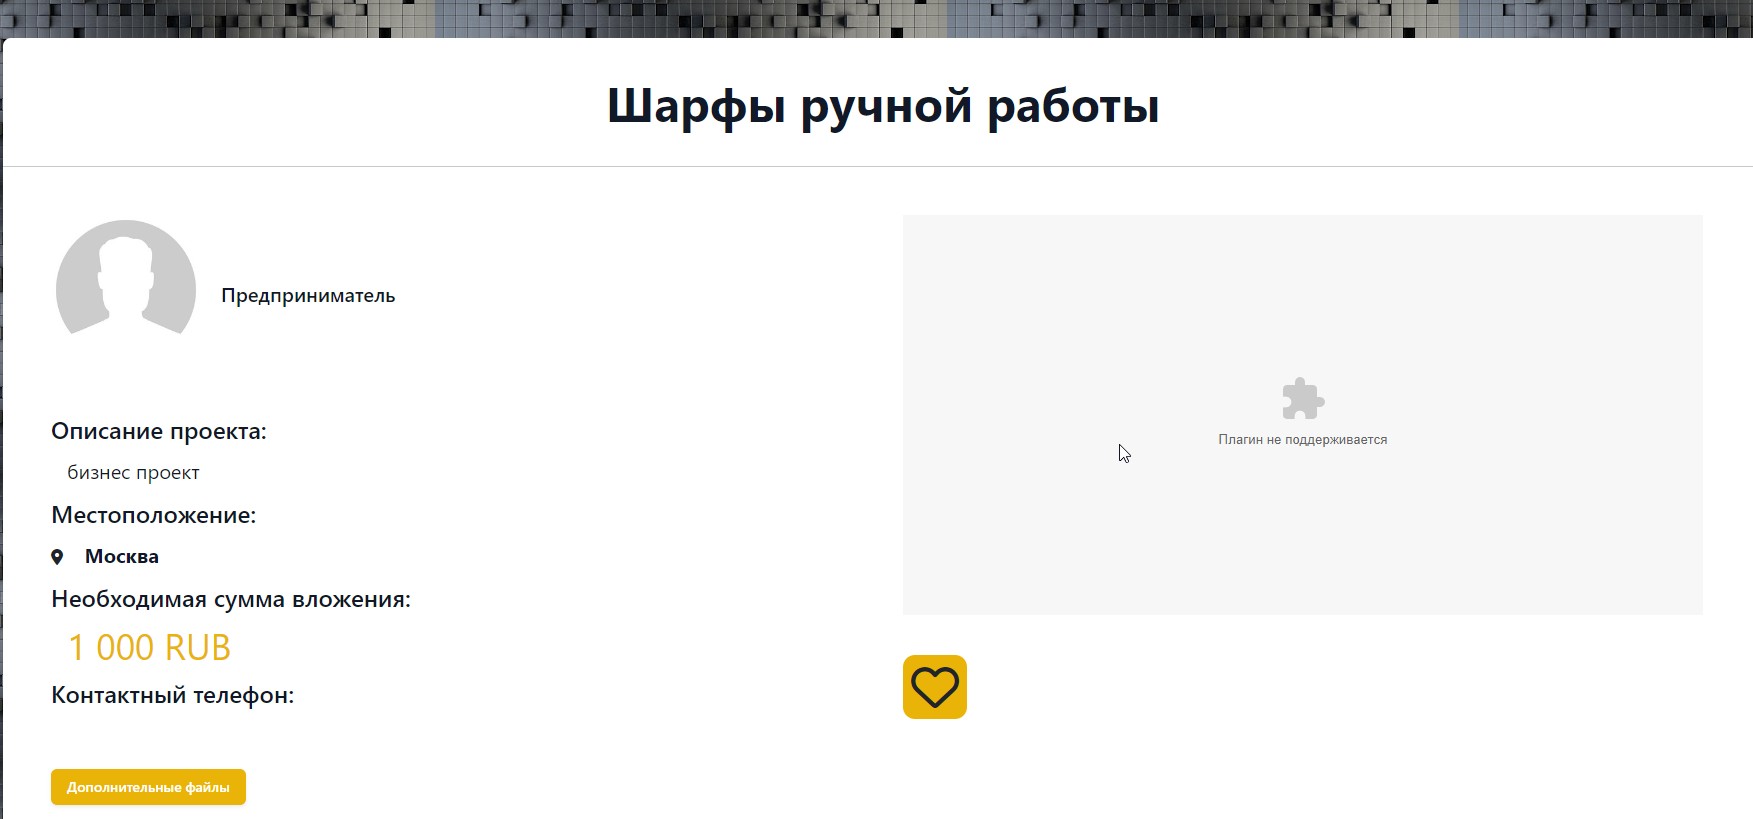 Шарфы ручной работы
Предприниматель
Описание проекта:
бизнес проект
Местоположение:
Москва
Необходимая сумма вложения:
1 000 RUB
Контактный телефон:
Дополнительные файлы
Плагин не поддерживается